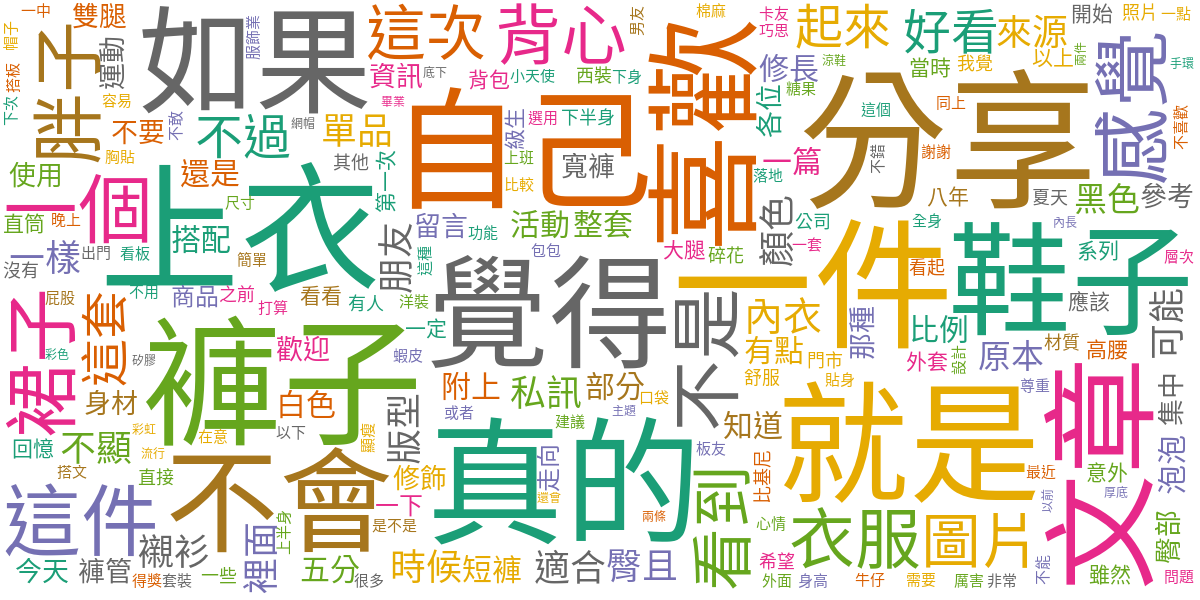 一中
雙腿
如果
這次
背心
男友
棉麻
卡友
巧思
起來
好看
來源
開始
照片
一點
帽子
服飾業
胖子
運動
搭板
下次
資訊
底下
背包
小天使
西裝
下身
歡
喜
修長
當時
我覺
以上
兩件
涼鞋
感覺
手環
糖果
容易
不敢
畢業
不要
不過
網帽
單品
自己
級生
選用
下半身
各位
分享
這個
同上
不喜歡
胸貼
其他
第一次
上班
寬褲
一篇
不錯
謝謝
使用
還是
比較
落地
一個
上衣
尺寸
八年
夏天
黑色
參考
直筒
晚上
搭配
朋友
留言
功能
活動
整套
顏色
公司
全身
內長
一樣
出門
看板
簡單
這種
包包
大腿
碎花
一套
一件
鞋子
系列
層次
沒有
看起
屁股
不用
商品
之前
打算
看看
有人
洋裝
覺得
不是
應該
可能
裙子
這套
彩色
矽膠
褲子
歡迎
一定
蝦皮
內衣
那種
比例
有點
門市
外套
設計
原本
材質
高腰
舒服
貼身
尊重
身材
白色
版型
附上
私訊
部分
口袋
或者
主題
建議
知道
就是
文章
集中
回憶
不顯
彩虹
流行
在意
以下
顯瘦
搭文
直接
修飾
真的
走向
板友
看到
比基尼
最近
意外
泡泡
這件
不會
一下
選會
以前
厚底
襯衫
裡面
上半身
是不是
兩條
心情
衣服
圖片
臀部
今天
褲管
得獎
套裝
一些
五分
很多
時候
短褲
適合
臀且
希望
外面
身高
牛仔
需要
厲害
非常
不能
雖然
問題